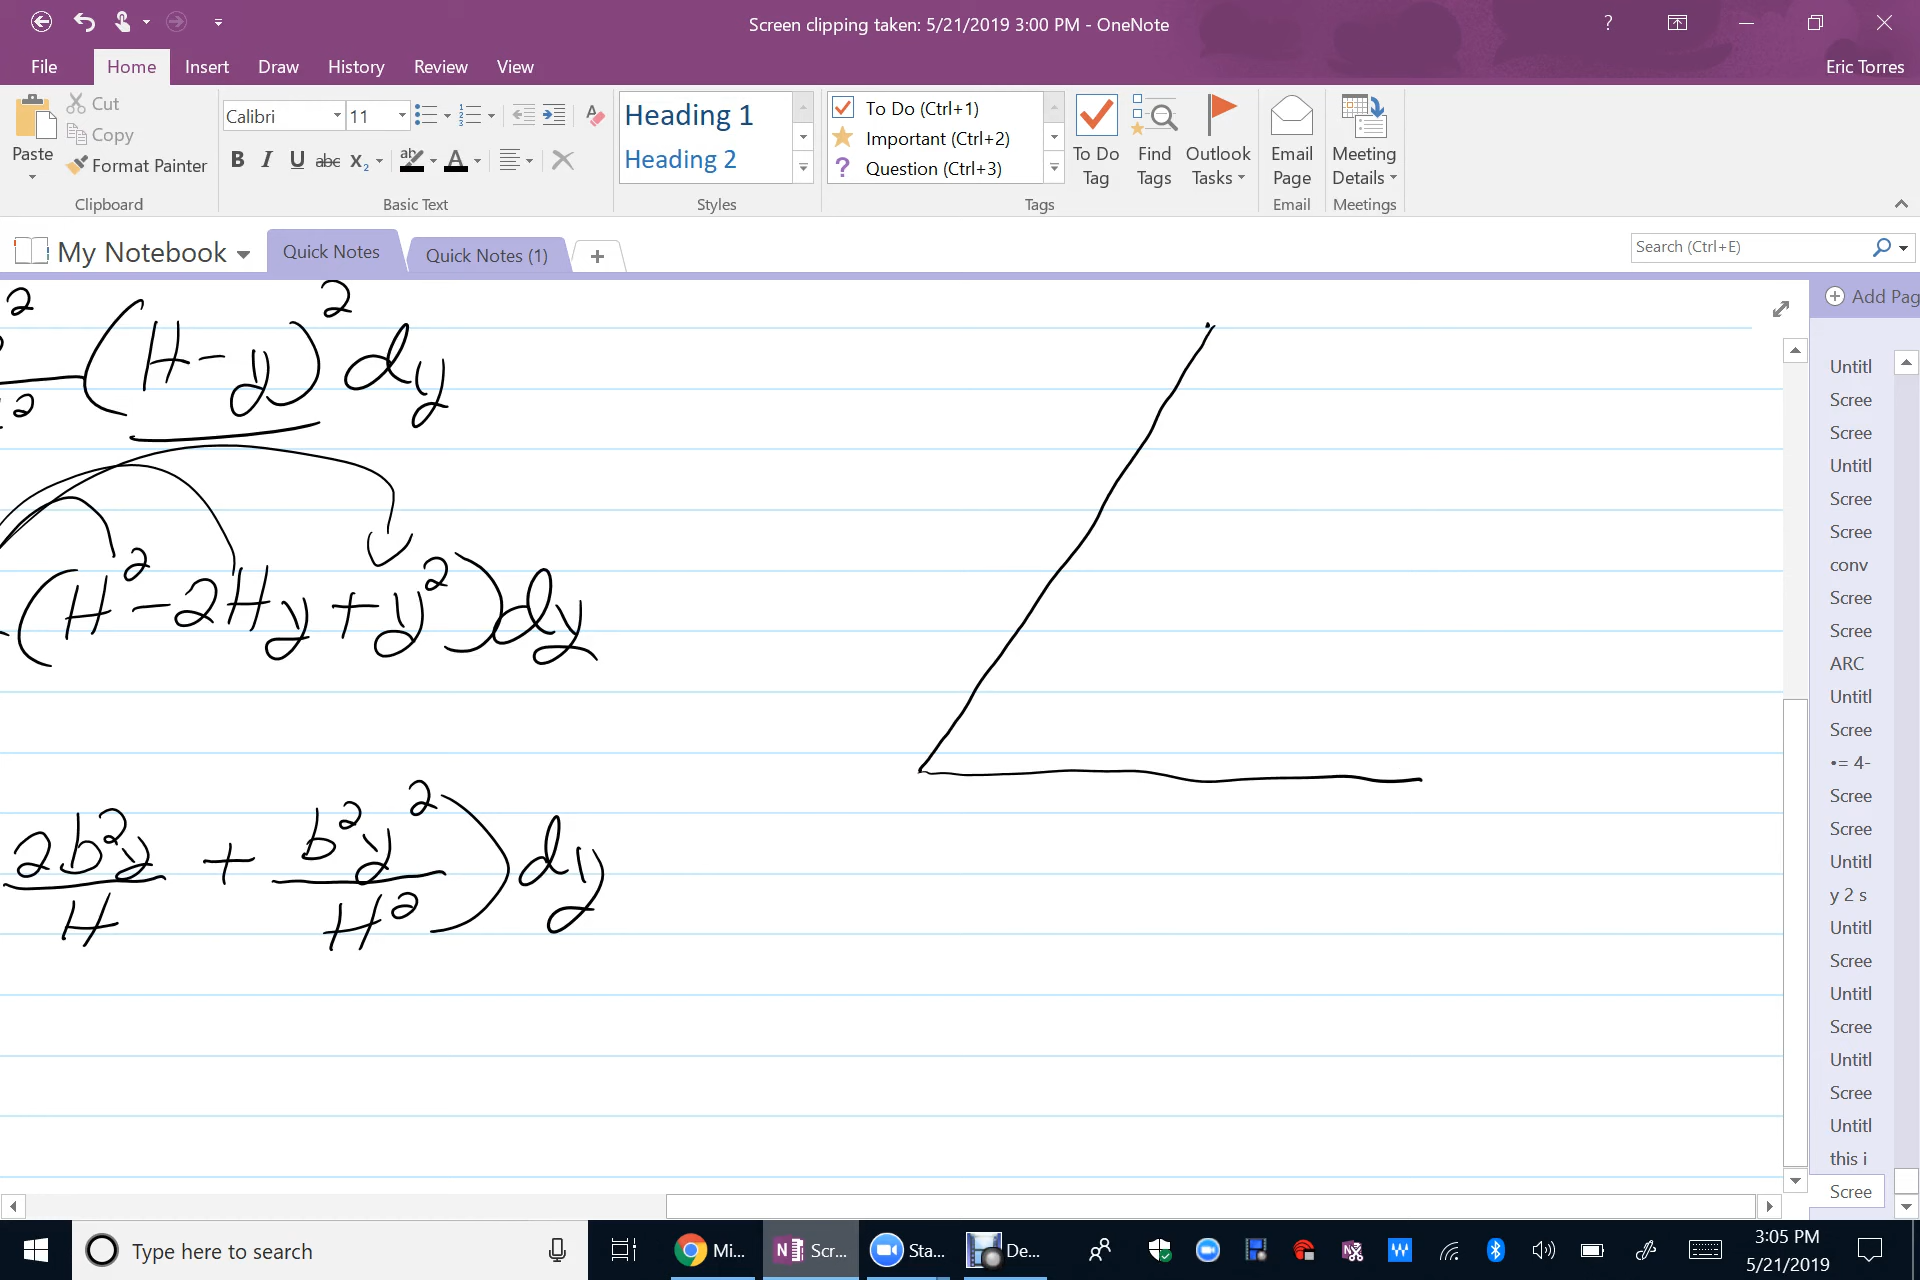 Screen clipping taken: 5/21/2019 3:00 PM - OneNote
?
File Home Insert Draw History Review View
Eric Torres
Paste
Cut
Copy
Format Painter
Clipboard
Calibri 11
B I U abc X₂ ab A
Basic Text
Heading 1
Heading 2
Styles
To Do (Ctrl+1)
Important (Ctrl+2)
? Question (Ctrl+3)
Tags
To Do Tag
Find Tags
Outlook Tasks
Email Page
Email
Meeting Details
Meetings
My Notebook
Quick Notes
Quick Notes (1)
+
Search (Ctrl+E)
Add Pag
2 (H-y)² dy
2
(H² - 2Hy + y²) dy
2b²y/H + b²y²/H² ) dy
Untitl
Scree
Scree
Untitl
Scree
Scree
conv
Scree
Scree
ARC
Untitl
Scree
•= 4-
Scree
Scree
Untitl
y 2 s
Untitl
Scree
Untitl
Scree
Untitl
Scree
Untitl
this i
Scree
Type here to search
Mi...
N Scr...
Sta...
De...
W
3:05 PM
5/21/2019